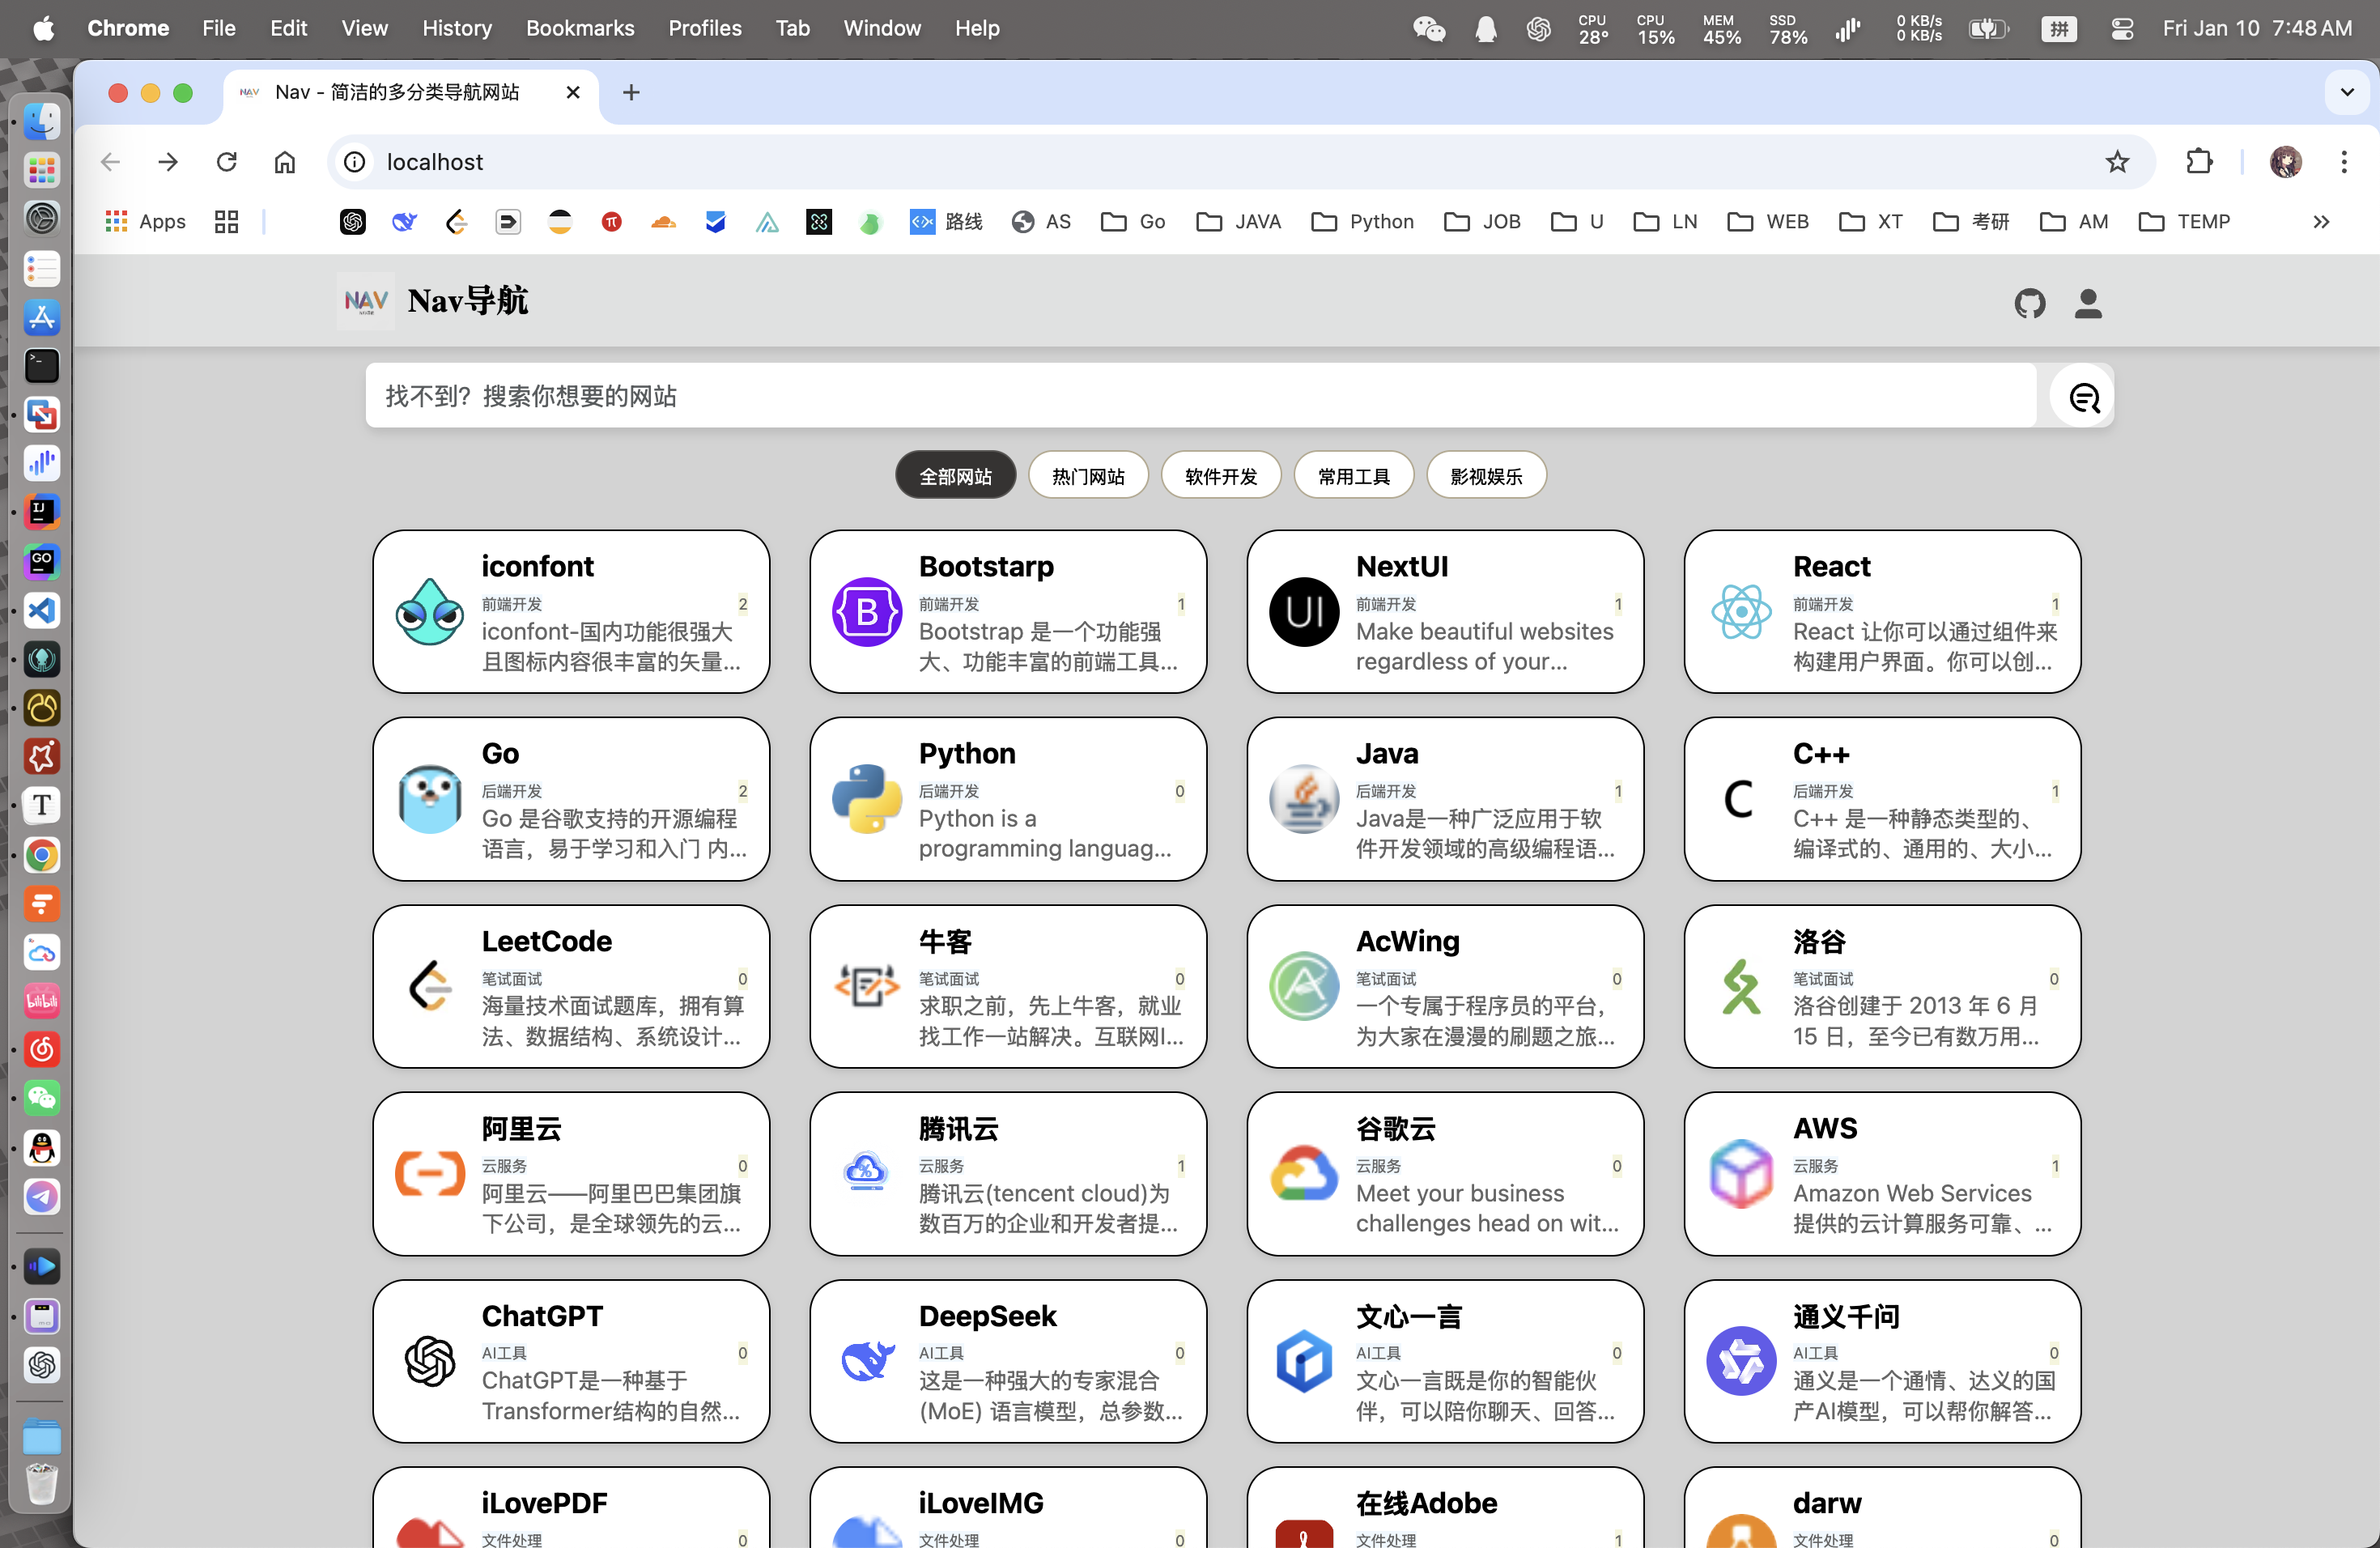 Chrome File Edit View History Bookmarks Profiles Tab Window Help CPU 28° CPU 15% MEM 45% SSD 78% 0 KB/s 0 KB/s 拼 Fri Jan 10 7:48 AM
NAV Nav - 简洁的多分类导航网站
localhost
Apps 路线 AS Go JAVA Python JOB U LN WEB XT 考研 AM TEMP
NAV Nav导航
找不到？搜索你想要的网站
全部网站 热门网站 软件开发 常用工具 影视娱乐
iconfont
前端开发 2
iconfont-国内功能很强大
且图标内容很丰富的矢量...
Bootstarp
前端开发 1
Bootstrap 是一个功能强
大、功能丰富的前端工具...
NextUI
前端开发 1
Make beautiful websites
regardless of your...
React
前端开发 1
React 让你可以通过组件来
构建用户界面。你可以创...
Go
后端开发 2
Go 是谷歌支持的开源编程
语言，易于学习和入门 内...
Python
后端开发 0
Python is a
programming languag...
Java
后端开发 1
Java是一种广泛应用于软
件开发领域的高级编程语...
C++
后端开发 1
C++ 是一种静态类型的、
编译式的、通用的、大小...
LeetCode
笔试面试 0
海量技术面试题库，拥有算
法、数据结构、系统设计...
牛客
笔试面试 0
求职之前，先上牛客，就业
找工作一站解决。互联网I...
AcWing
笔试面试 0
一个专属于程序员的平台，
为大家在漫漫的刷题之旅...
洛谷
笔试面试 0
洛谷创建于 2013 年 6 月
15 日，至今已有数万用...
阿里云
云服务 0
阿里云——阿里巴巴集团旗
下公司，是全球领先的云...
腾讯云
云服务 1
腾讯云(tencent cloud)为
数百万的企业和开发者提...
谷歌云
云服务 0
Meet your business
challenges head on wit...
AWS
云服务 1
Amazon Web Services
提供的云计算服务可靠、...
ChatGPT
AI工具 0
ChatGPT是一种基于
Transformer结构的自然...
DeepSeek
AI工具 0
这是一种强大的专家混合
(MoE) 语言模型，总参数...
文心一言
AI工具 0
文心一言既是你的智能伙
伴，可以陪你聊天、回答...
通义千问
AI工具 0
通义是一个通情、达义的国
产AI模型，可以帮你解答...
iLovePDF
文件处理 0
iLoveIMG
文件处理 0
在线Adobe
文件处理 1
darw
文件处理 0